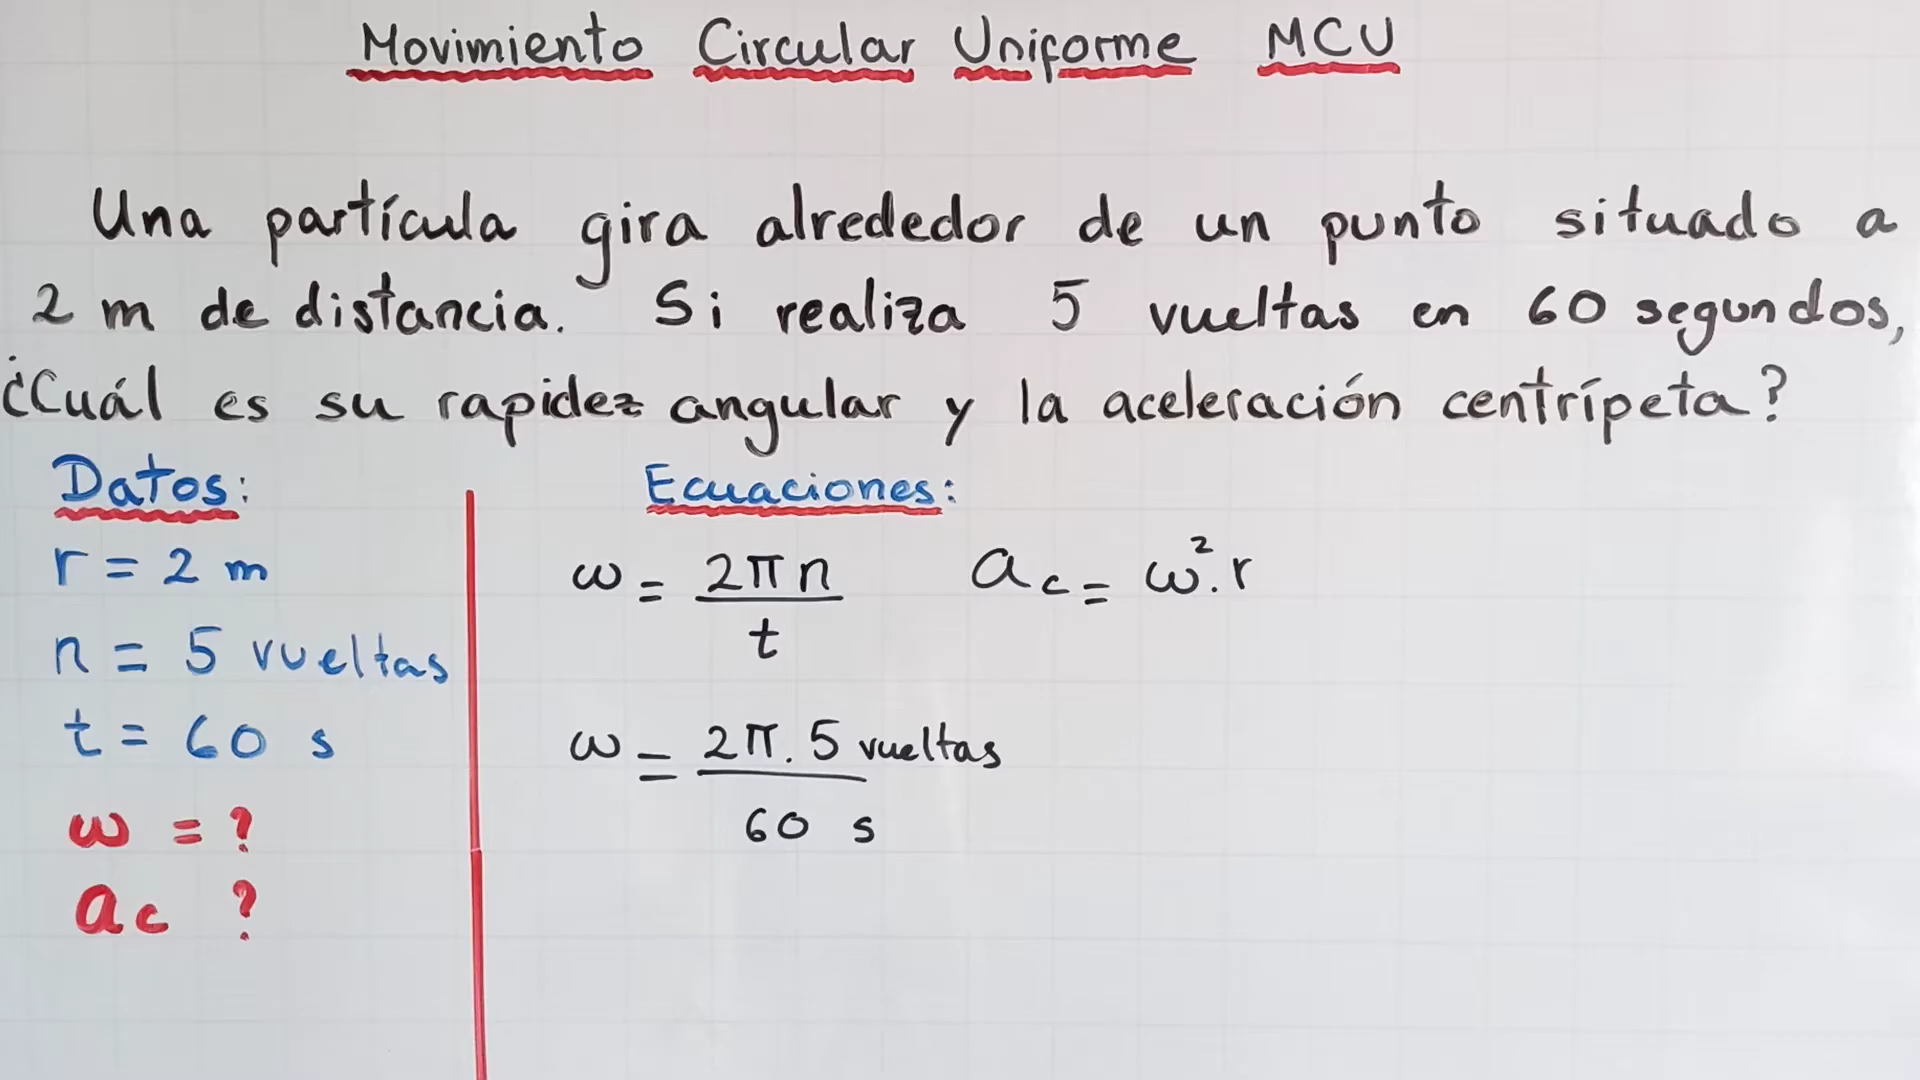 Movimiento Circular Uniforme MCU
Una partícula gira alrededor de un punto situado a
2 m de distancia. Si realiza 5 vueltas en 60 segundos,
¿Cuál es su rapidez angular y la aceleración centrípeta?
Datos:
r = 2 m
n = 5 vueltas
t = 60 s
ω = ?
ac ?
Ecuaciones:
ω = 2πn / t
ac = ω².r
ω = 2π. 5 vueltas / 60 s